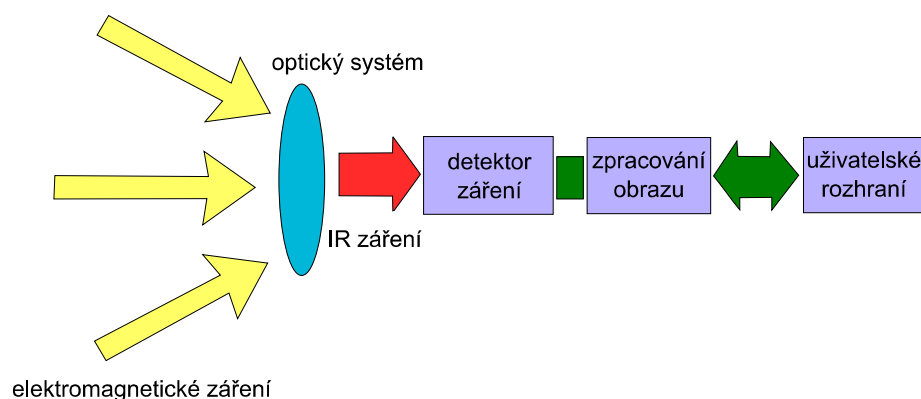 optický systém
detektor
záření
zpracování
obrazu
uživatelské
rozhraní
IR záření
elektromagnetické záření